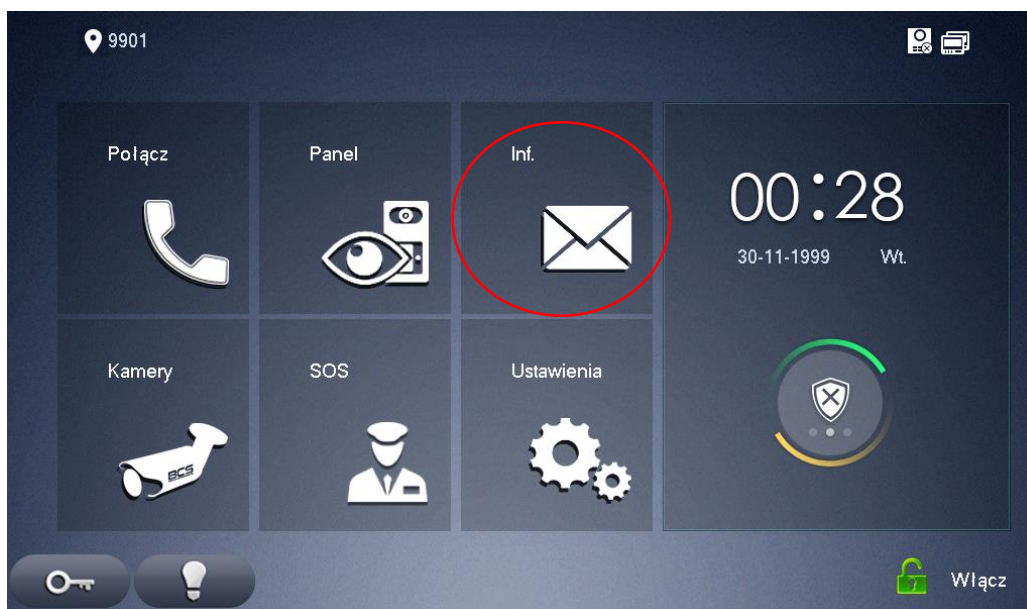 9901
Połącz
Panel
Inf.
00:28
30-11-1999 Wt.
Kamery
SOS
Ustawienia
BCS
Włącz